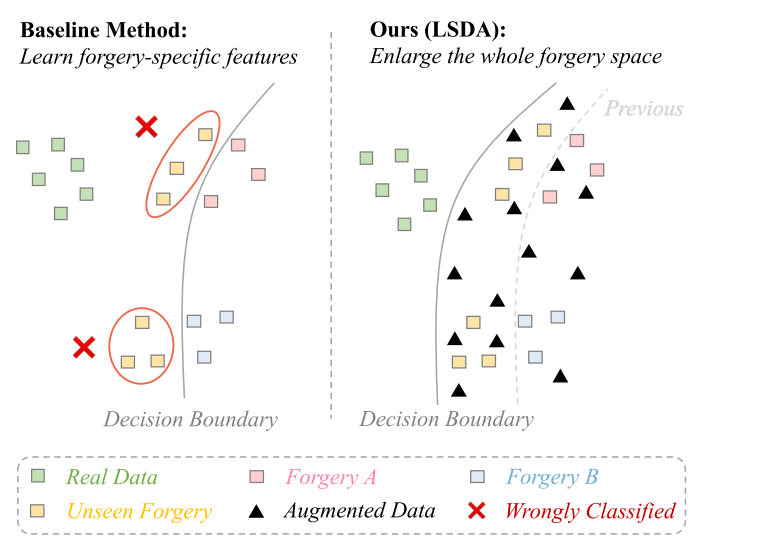 Baseline Method:
Learn forgery-specific features
Ours (LSDA):
Enlarge the whole forgery space
Previous
Decision Boundary
Decision Boundary
Real Data
Forgery A
Forgery B
Unseen Forgery
Augmented Data
Wrongly Classified